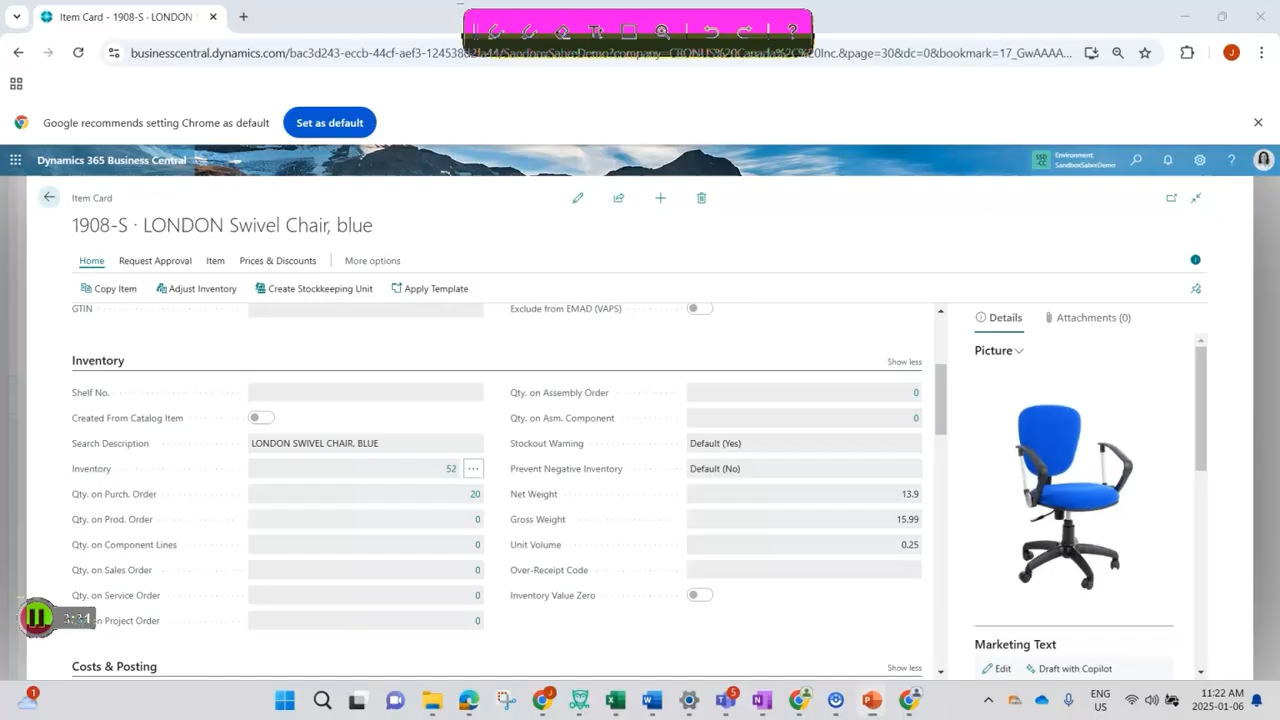 Item Card - 1908-S · LONDON S
Google recommends setting Chrome as default
Set as default
Dynamics 365 Business Central
Environment:
SandboxSabreDemo
Item Card
1908-S · LONDON Swivel Chair, blue
Home
Request Approval
Item
Prices & Discounts
More options
Copy Item
Adjust Inventory
Create Stockkeeping Unit
Apply Template
GTIN
Exclude from EMAD (VAPS)
Details
Attachments (0)
Inventory
Show less
Picture
Shelf No.
Qty. on Assembly Order
0
Created From Catalog Item
Qty. on Asm. Component
0
Search Description
LONDON SWIVEL CHAIR, BLUE
Stockout Warning
Default (Yes)
Inventory
52
Prevent Negative Inventory
Default (No)
Qty. on Purch. Order
20
Net Weight
13.9
Qty. on Prod. Order
0
Gross Weight
15.99
Qty. on Component Lines
0
Unit Volume
0.25
Qty. on Sales Order
0
Over-Receipt Code
Qty. on Service Order
0
Inventory Value Zero
n Project Order
0
Marketing Text
Costs & Posting
Show less
Edit
Draft with Copilot
ENG
US
11:22 AM
2025-01-06